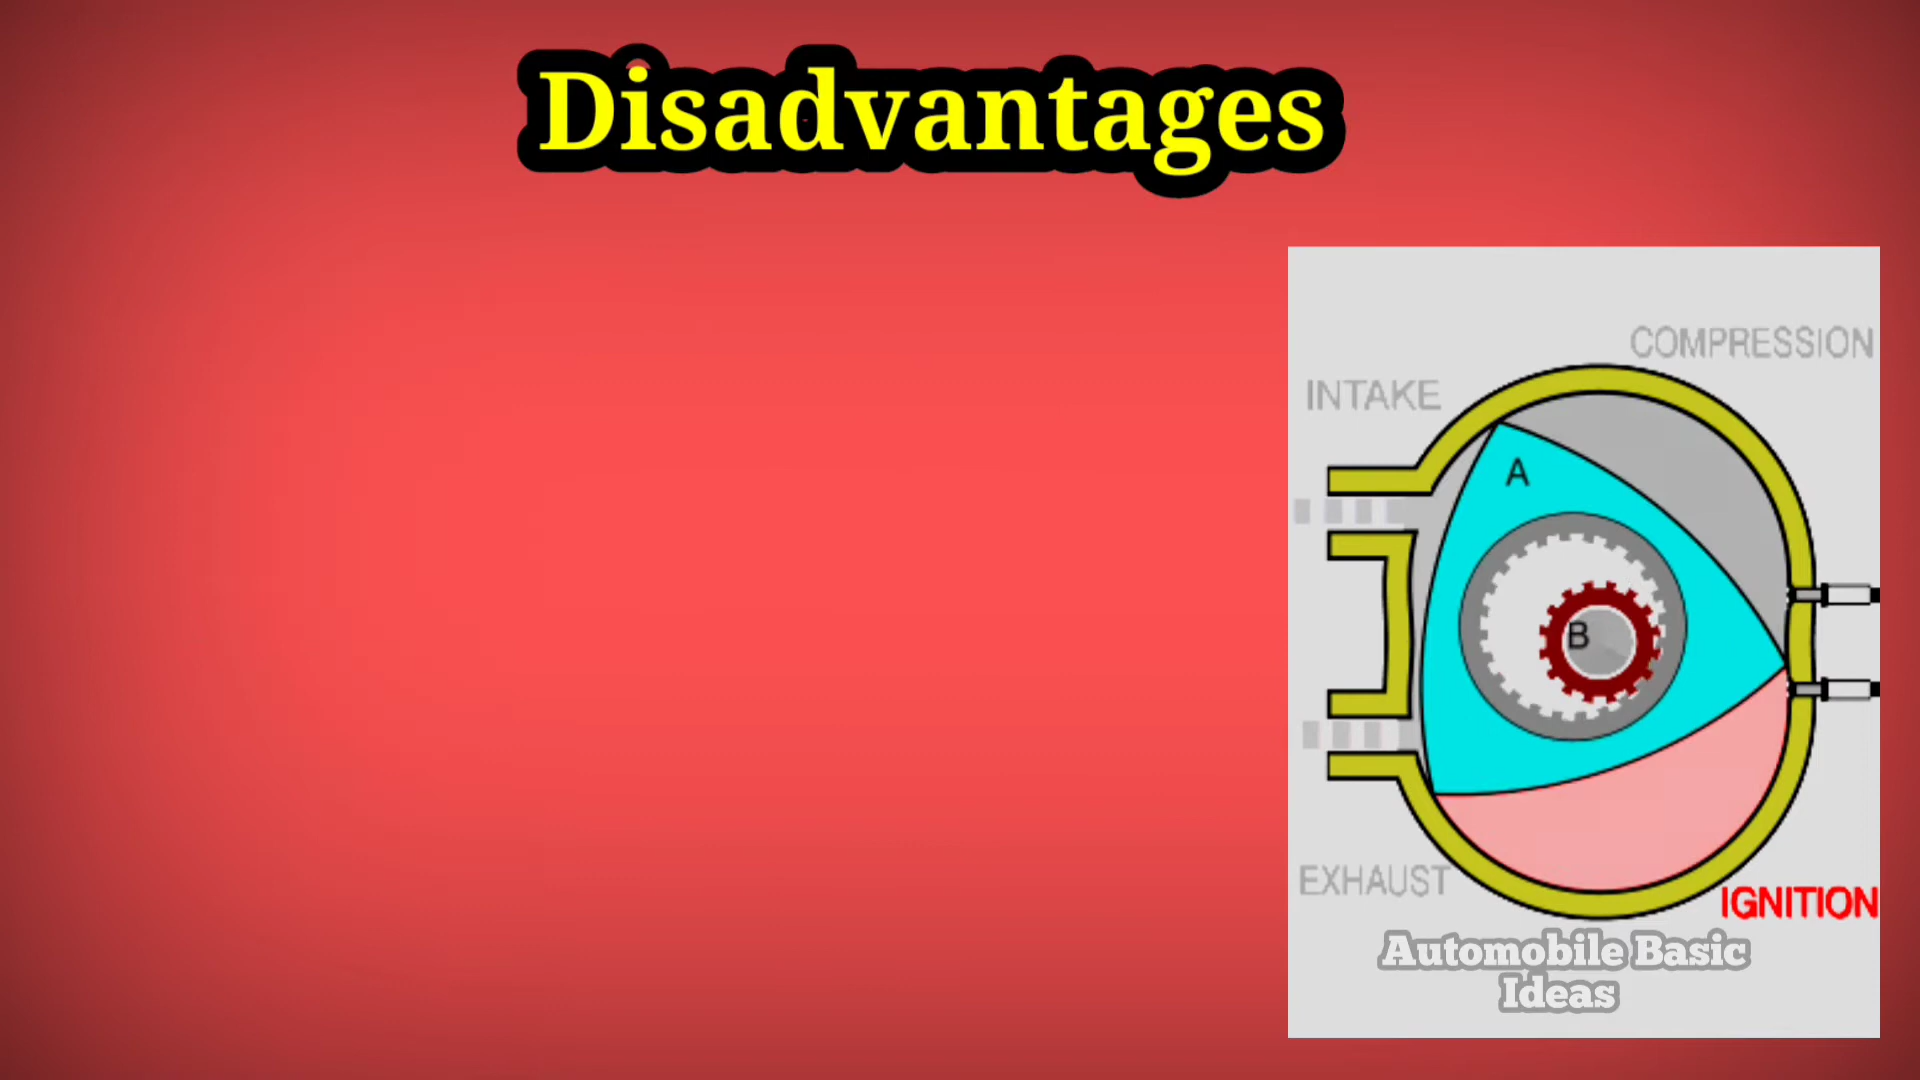 Disadvantages
COMPRESSION
INTAKE
A
B
EXHAUST
IGNITION
Automobile Basic
Ideas